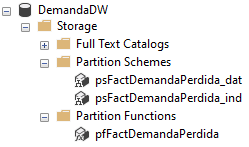 DemandaDW
Storage
Full Text Catalogs
Partition Schemes
psFactDemandaPerdida_dat
psFactDemandaPerdida_ind
Partition Functions
pfFactDemandaPerdida